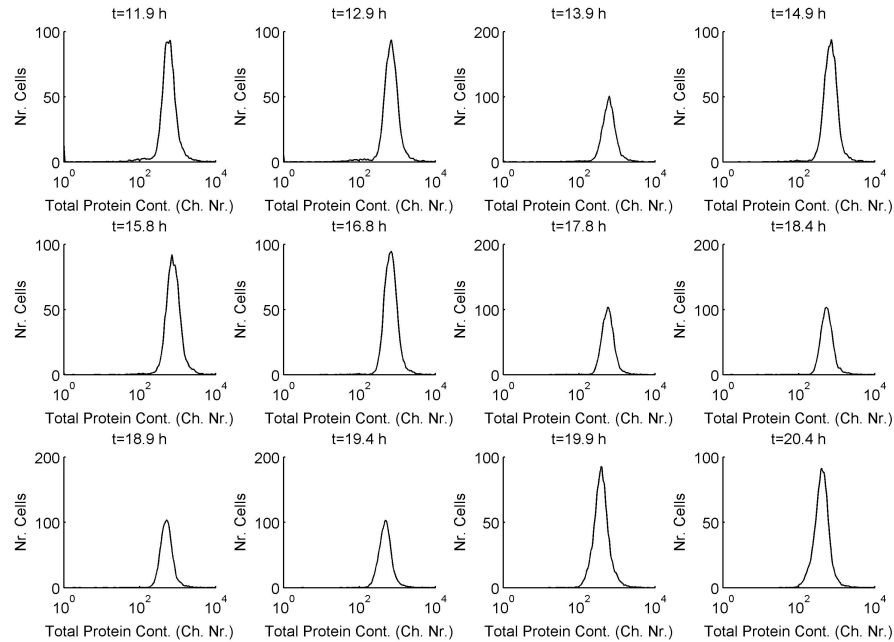 t=11.9 h
t=12.9 h
t=13.9 h
t=14.9 h
100
50
0
Nr. Cells
10^0 10^2 10^4
Total Protein Cont. (Ch. Nr.)
100
50
0
Nr. Cells
10^0 10^2 10^4
Total Protein Cont. (Ch. Nr.)
200
100
0
Nr. Cells
10^0 10^2 10^4
Total Protein Cont. (Ch. Nr.)
100
50
0
Nr. Cells
10^0 10^2 10^4
Total Protein Cont. (Ch. Nr.)
t=15.8 h
t=16.8 h
t=17.8 h
t=18.4 h
100
50
0
Nr. Cells
10^0 10^2 10^4
Total Protein Cont. (Ch. Nr.)
100
50
0
Nr. Cells
10^0 10^2 10^4
Total Protein Cont. (Ch. Nr.)
200
100
0
Nr. Cells
10^0 10^2 10^4
Total Protein Cont. (Ch. Nr.)
200
100
0
Nr. Cells
10^0 10^2 10^4
Total Protein Cont. (Ch. Nr.)
t=18.9 h
t=19.4 h
t=19.9 h
t=20.4 h
200
100
0
Nr. Cells
10^0 10^2 10^4
Total Protein Cont. (Ch. Nr.)
200
100
0
Nr. Cells
10^0 10^2 10^4
Total Protein Cont. (Ch. Nr.)
100
50
0
Nr. Cells
10^0 10^2 10^4
Total Protein Cont. (Ch. Nr.)
100
50
0
Nr. Cells
10^0 10^2 10^4
Total Protein Cont. (Ch. Nr.)